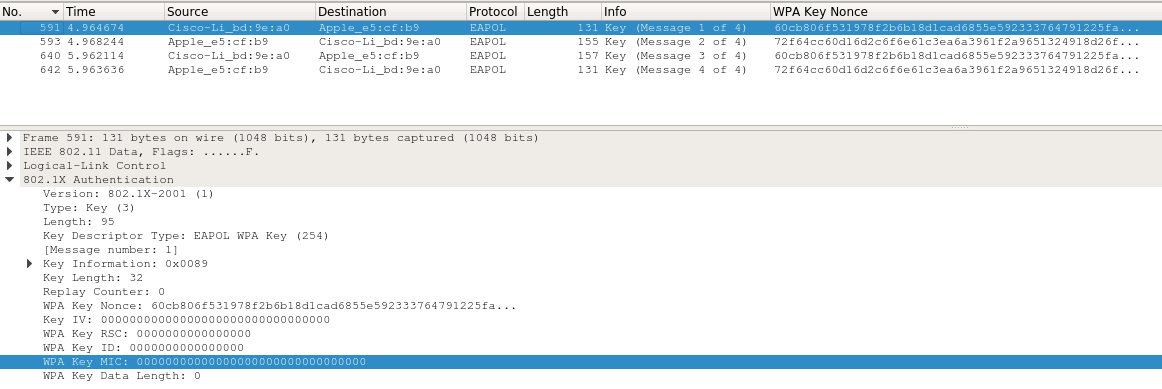 No. Time Source Destination Protocol Length Info WPA Key Nonce
591 4.964674 Cisco-Li_bd:9e:a0 Apple_e5:cf:b9 EAPOL 131 Key (Message 1 of 4) 60cb806f531978f2b6b18d1cad6855e592333764791225fa...
593 4.968244 Apple_e5:cf:b9 Cisco-Li_bd:9e:a0 EAPOL 155 Key (Message 2 of 4) 72f64cc60d16d2c6f6e61c3ea6a3961f2a9651324918d26f...
640 5.962114 Cisco-Li_bd:9e:a0 Apple_e5:cf:b9 EAPOL 157 Key (Message 3 of 4) 60cb806f531978f2b6b18d1cad6855e592333764791225fa...
642 5.963636 Apple_e5:cf:b9 Cisco-Li_bd:9e:a0 EAPOL 131 Key (Message 4 of 4) 72f64cc60d16d2c6f6e61c3ea6a3961f2a9651324918d26f...
Frame 591: 131 bytes on wire (1048 bits), 131 bytes captured (1048 bits)
IEEE 802.11 Data, Flags: ......F.
Logical-Link Control
802.1X Authentication
Version: 802.1X-2001 (1)
Type: Key (3)
Length: 95
Key Descriptor Type: EAPOL WPA Key (254)
[Message number: 1]
Key Information: 0x0089
Key Length: 32
Replay Counter: 0
WPA Key Nonce: 60cb806f531978f2b6b18d1cad6855e592333764791225fa...
Key IV: 00000000000000000000000000000000
WPA Key RSC: 0000000000000000
WPA Key ID: 0000000000000000
WPA Key MIC: 00000000000000000000000000000000
WPA Key Data Length: 0